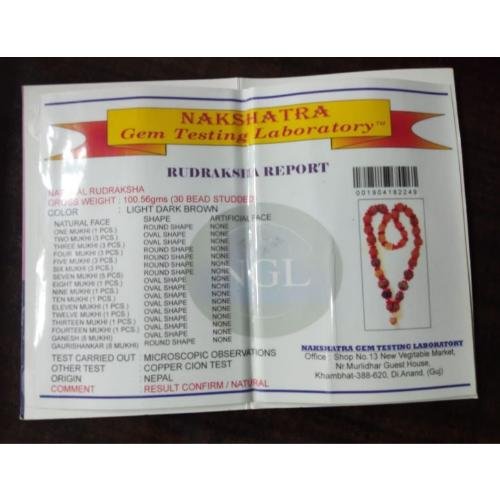 NAKSHATRA
Gem Testing Laboratory™
RUDRAKSHA REPORT
NATURAL RUDRAKSHA
GROSS WEIGHT : 100.56gms (30 BEAD STUDDED
COLOR : LIGHT DARK BROWN
NATURAL FACE SHAPE ARTIFICIAL FACE
ONE MUKHI (1 PCS.) ROUND SHAPE NONE
TWO MUKHI (3 PCS.) OVAL SHAPE NONE
THREE MUKHI (3 PCS.) ROUND SHAPE NONE
FOUR MUKHI (3 PC.) OVAL SHAPE NONE
FIVE MUKHI (3 PCS.) ROUND SHAPE NONE
SIX MUKHI (3 PCS.) ROUND SHAPE NONE
SEVEN MUKHI (5 PCS) ROUND SHAPE NONE
EIGHT MUKHI (1 PCS.) OVAL SHAPE NONE
NINE MUKHI (1 PCS.) OVAL SHAPE NONE
TEN MUKHI (1 PCS.) OVAL SHAPE NONE
ELEVEN MUKHI (1 PCS.) OVAL SHAPE NONE
TWELVE MUKHI (1 PCS.) OVAL SHAPE NONE
THIRTEEN MUKHI (1 PCS.) OVAL SHAPE NONE
FOURTEEN MUKHI (1 PCS.) OVAL SHAPE NONE
GANESH (8 MUKHI) OVAL SHAPE NONE
GAURISHANKAR (8 MUKHI) ROUND SHAPE NONE
TEST CARRIED OUT : MICROSCOPIC OBSERVATIONS
OTHER TEST : COPPER CION TEST
ORIGIN : NEPAL
COMMENT : RESULT CONFIRM / NATURAL
NGL
001904182249
NAKSHATRA GEM TESTING LABORATORY
Office : Shop No.13 New Vegitable Market,
Nr.Murlidhar Guest House,
Khambhat-388-620, Di.Anand, (Guj)